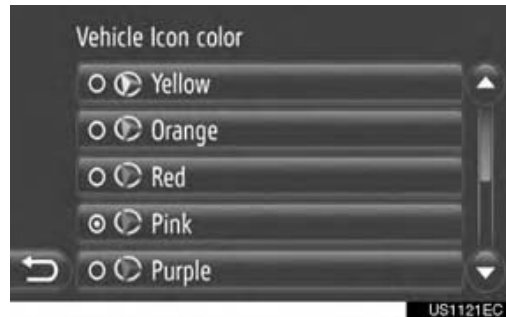 Vehicle Icon color
Yellow
Orange
Red
Pink
Purple
US1121EC